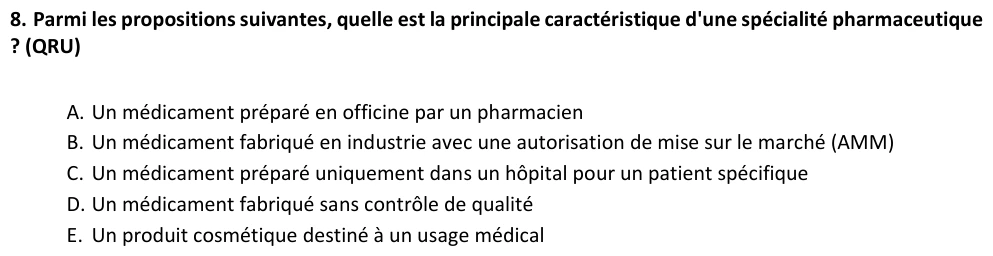 8. Parmi les propositions suivantes, quelle est la principale caractéristique d'une spécialité pharmaceutique
? (QRU)
A. Un médicament préparé en officine par un pharmacien
B. Un médicament fabriqué en industrie avec une autorisation de mise sur le marché (AMM)
C. Un médicament préparé uniquement dans un hôpital pour un patient spécifique
D. Un médicament fabriqué sans contrôle de qualité
E. Un produit cosmétique destiné à un usage médical